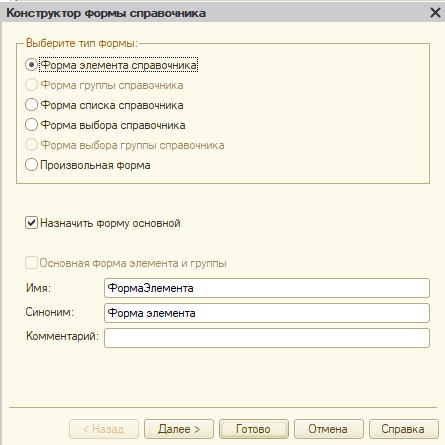 Конструктор формы справочника
Выберите тип формы:
Форма элемента справочника
Форма группы справочника
Форма списка справочника
Форма выбора справочника
Форма выбора группы справочника
Произвольная форма
Назначить форму основной
Основная форма элемента и группы
Имя: ФормаЭлемента
Синоним: Форма элемента
Комментарий:
< Назад Далее > Готово Отмена Справка